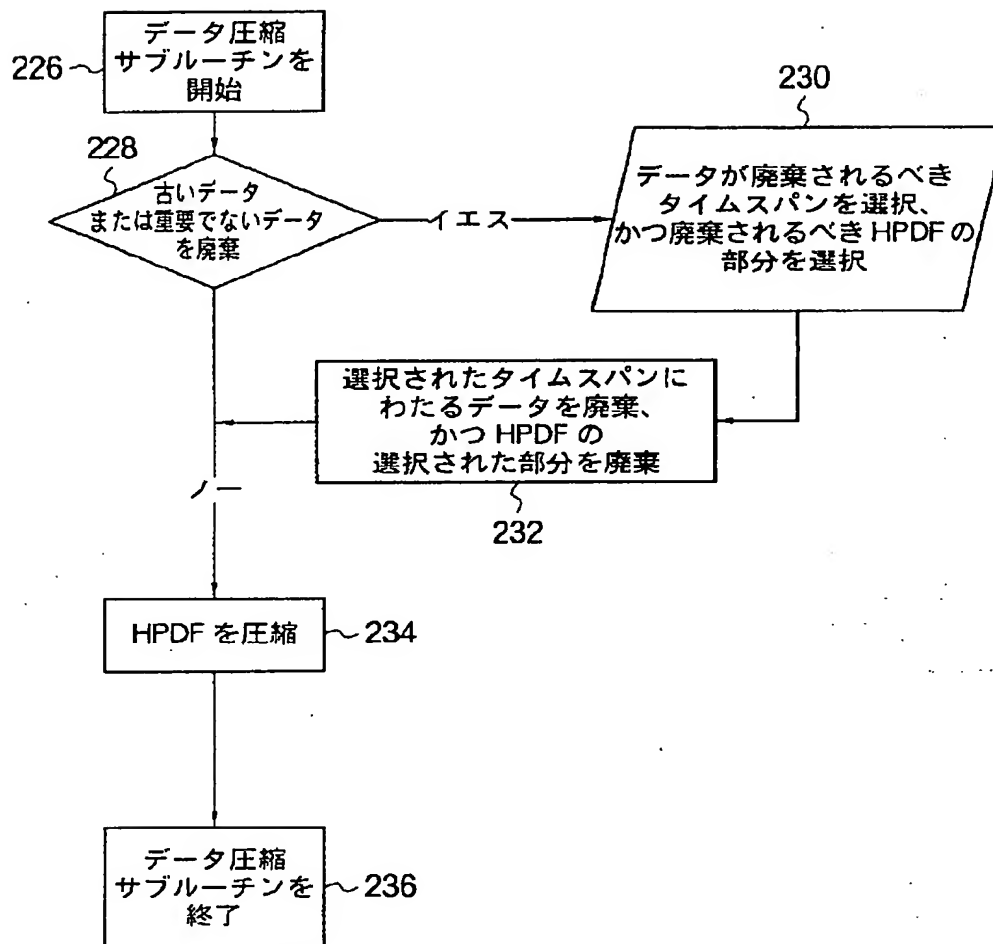 データ圧縮
サブルーチンを
開始
226
228
古いデータ
または重要でないデータ
を廃棄
イエス
230
データが廃棄されるべき
タイムスパンを選択、
かつ廃棄されるべき HPDF の
部分を選択
選択されたタイムスパンに
わたるデータを廃棄、
かつ HPDF の
選択された部分を廃棄
232
ノー
HPDF を圧縮
234
データ圧縮
サブルーチンを
終了
236